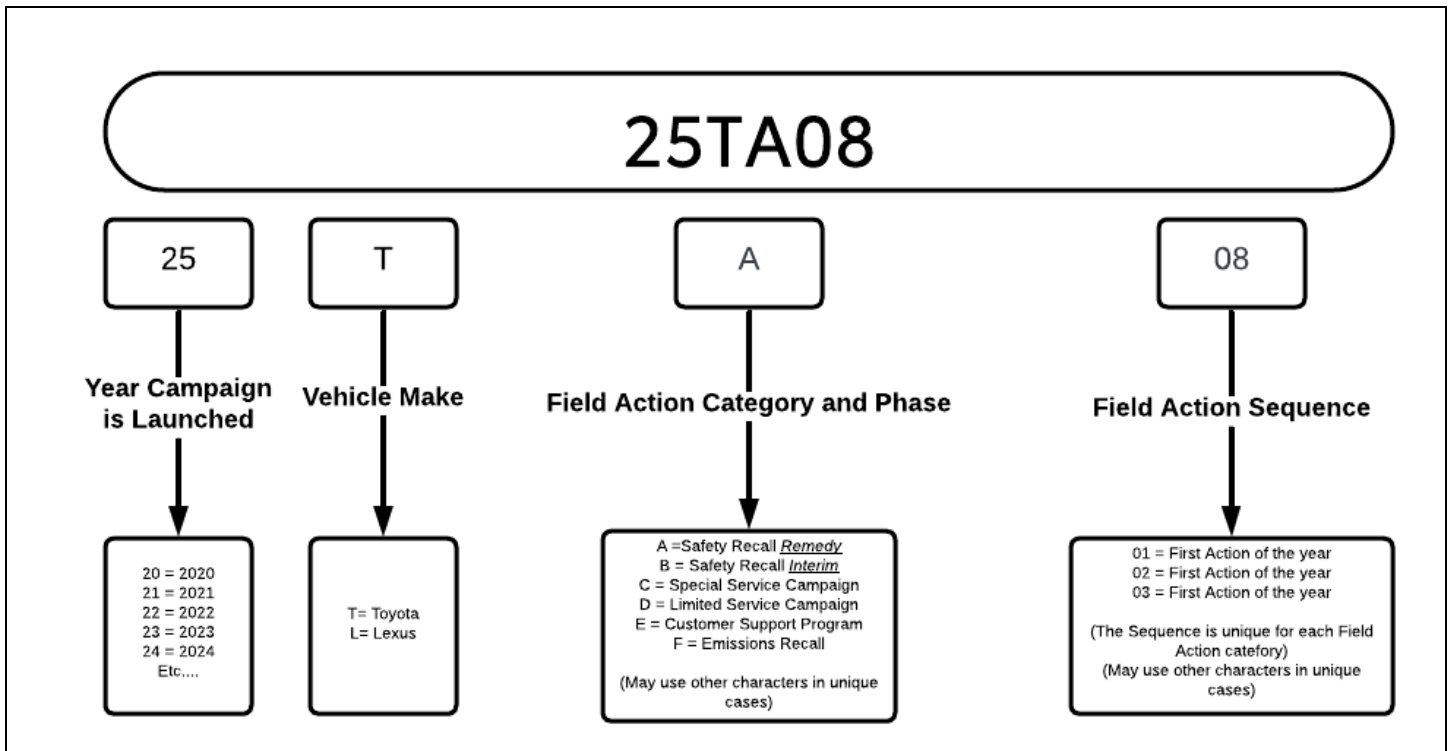 25TA08
25
T
A
08
Year Campaign
is Launched
Vehicle Make
Field Action Category and Phase
Field Action Sequence
20 = 2020
21 = 2021
22 = 2022
23 = 2023
24 = 2024
Etc....
T= Toyota
L= Lexus
A =Safety Recall Remedy
B = Safety Recall Interim
C = Special Service Campaign
D = Limited Service Campaign
E = Customer Support Program
F = Emissions Recall
(May use other characters in unique
cases)
01 = First Action of the year
02 = First Action of the year
03 = First Action of the year
(The Sequence is unique for each Field
Action catefory)
(May use other characters in unique
cases)